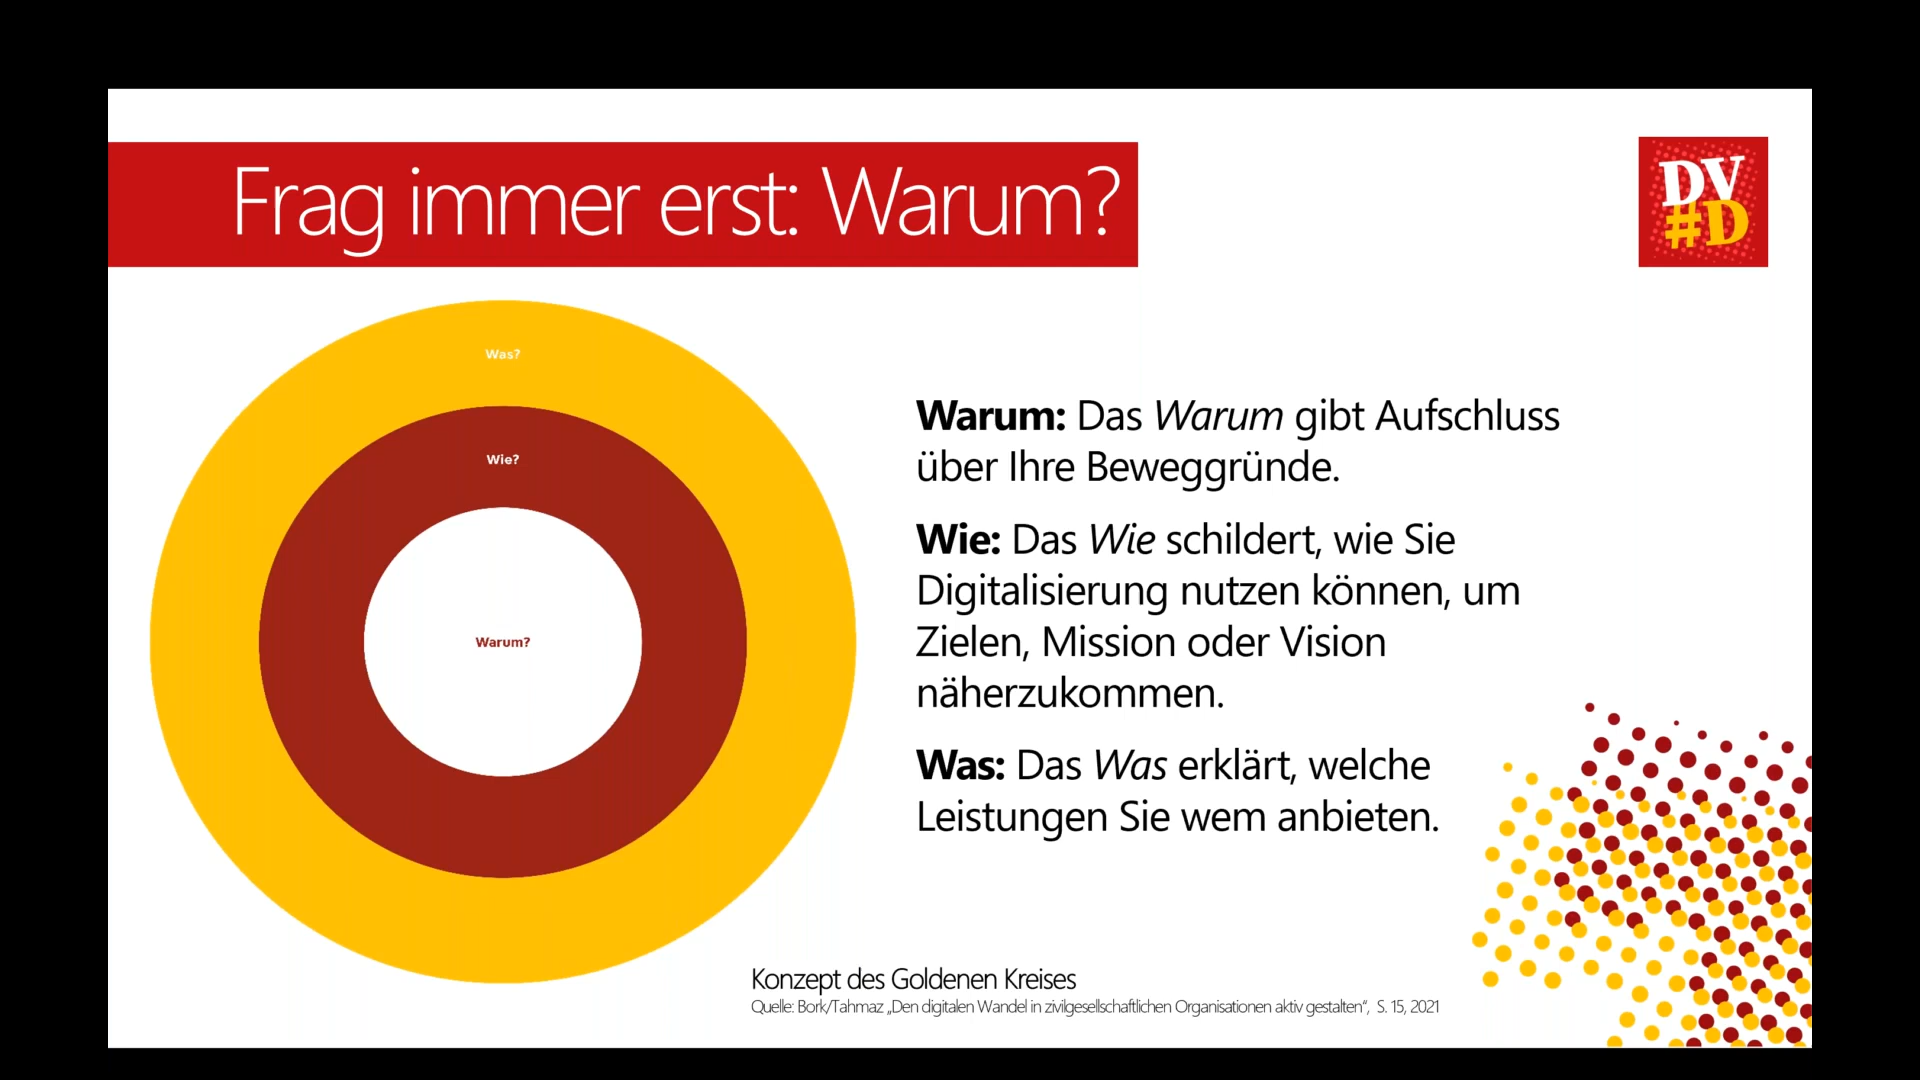 Frag immer erst: Warum?
DV
#D
Was?
Wie?
Warum?
Warum: Das Warum gibt Aufschluss
über Ihre Beweggründe.
Wie: Das Wie schildert, wie Sie
Digitalisierung nutzen können, um
Zielen, Mission oder Vision
näherzukommen.
Was: Das Was erklärt, welche
Leistungen Sie wem anbieten.
Konzept des Goldenen Kreises
Quelle: Bork/Tahmaz „Den digitalen Wandel in zivilgesellschaftlichen Organisationen aktiv gestalten“, S. 15, 2021